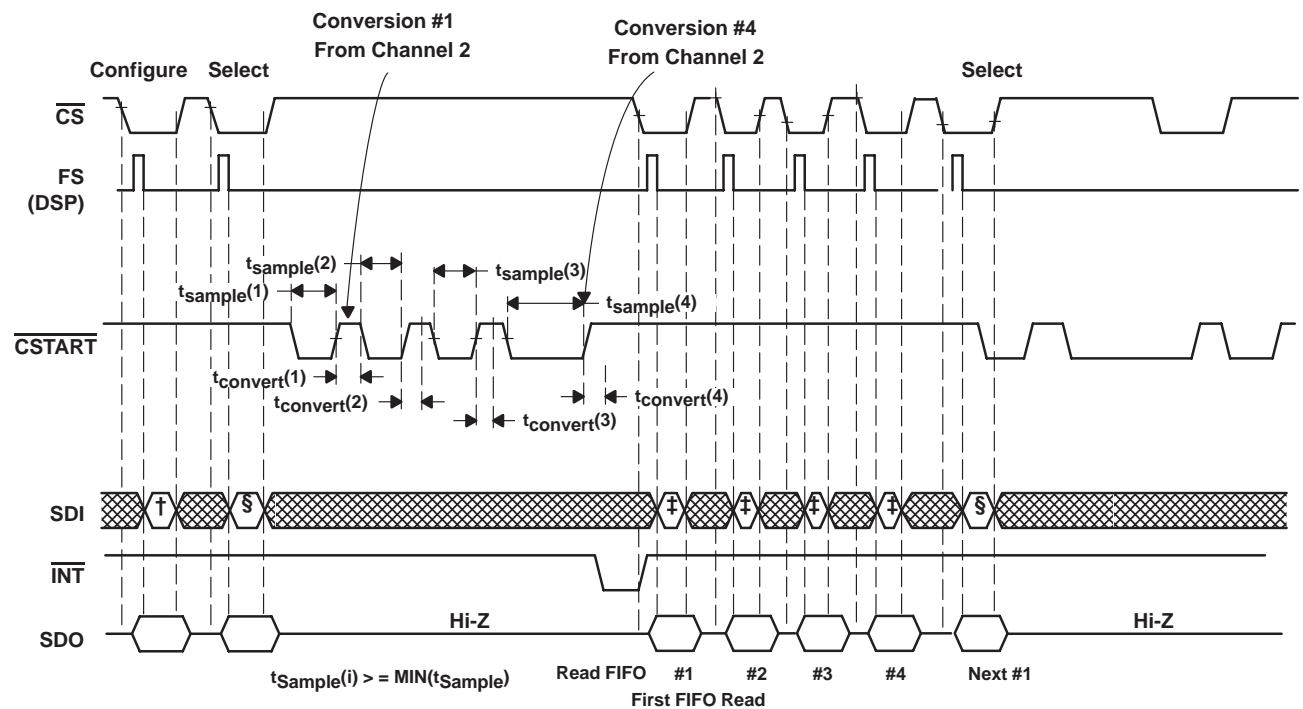 Conversion #1
From Channel 2
Conversion #4
From Channel 2
Configure Select
Select
CS
FS
(DSP)
tsample(2)
tsample(3)
tsample(1)
tsample(4)
CSTART
tconvert(1)
tconvert(2)
tconvert(4)
tconvert(3)
SDI
† § ‡ ‡ ‡ ‡ §
INT
SDO
Hi-Z
Hi-Z
tSample(i) > = MIN(tSample)
Read FIFO #1 #2 #3 #4 Next #1
First FIFO Read